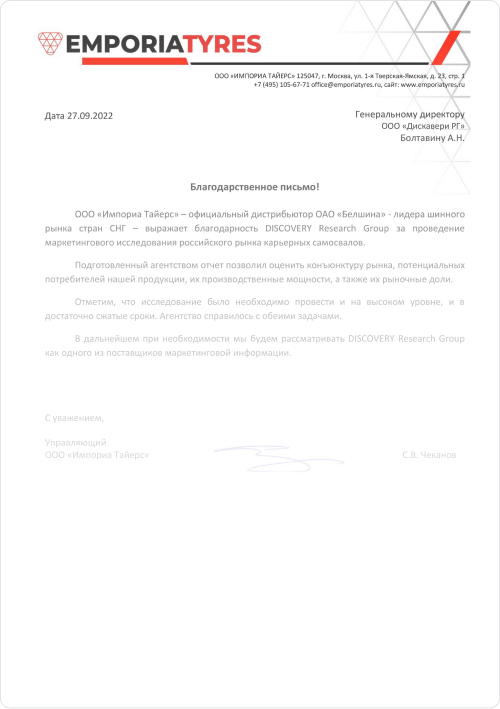 EMPORIATYRES
ООО «ИМПОРИА ТАЙЕРС» 125047, г. Москва, ул. 1-я Тверская-Ямская, д. 23, стр. 1
+7 (495) 105-67-71 office@emporiatyres.ru, сайт: www.emporiatyres.ru
Дата 27.09.2022
Генеральному директору
ООО «Дискавери РГ»
Болтавину А.Н.
Благодарственное письмо!
ООО «Импориа Тайерс» – официальный дистрибьютор ОАО «Белшина» - лидера шинного
рынка стран СНГ – выражает благодарность DISCOVERY Research Group за проведение
маркетингового исследования российского рынка карьерных самосвалов.
Подготовленный агентством отчет позволил оценить конъюнктуру рынка, потенциальных
потребителей нашей продукции, их производственные мощности, а также их рыночные доли.
Отметим, что исследование было необходимо провести и на высоком уровне, и в
достаточно сжатые сроки. Агентство справилось с обеими задачами.
В дальнейшем при необходимости мы будем рассматривать DISCOVERY Research Group
как одного из поставщиков маркетинговой информации.
С уважением,
Управляющий
ООО «Импориа Тайерс»
С.В. Чеканов